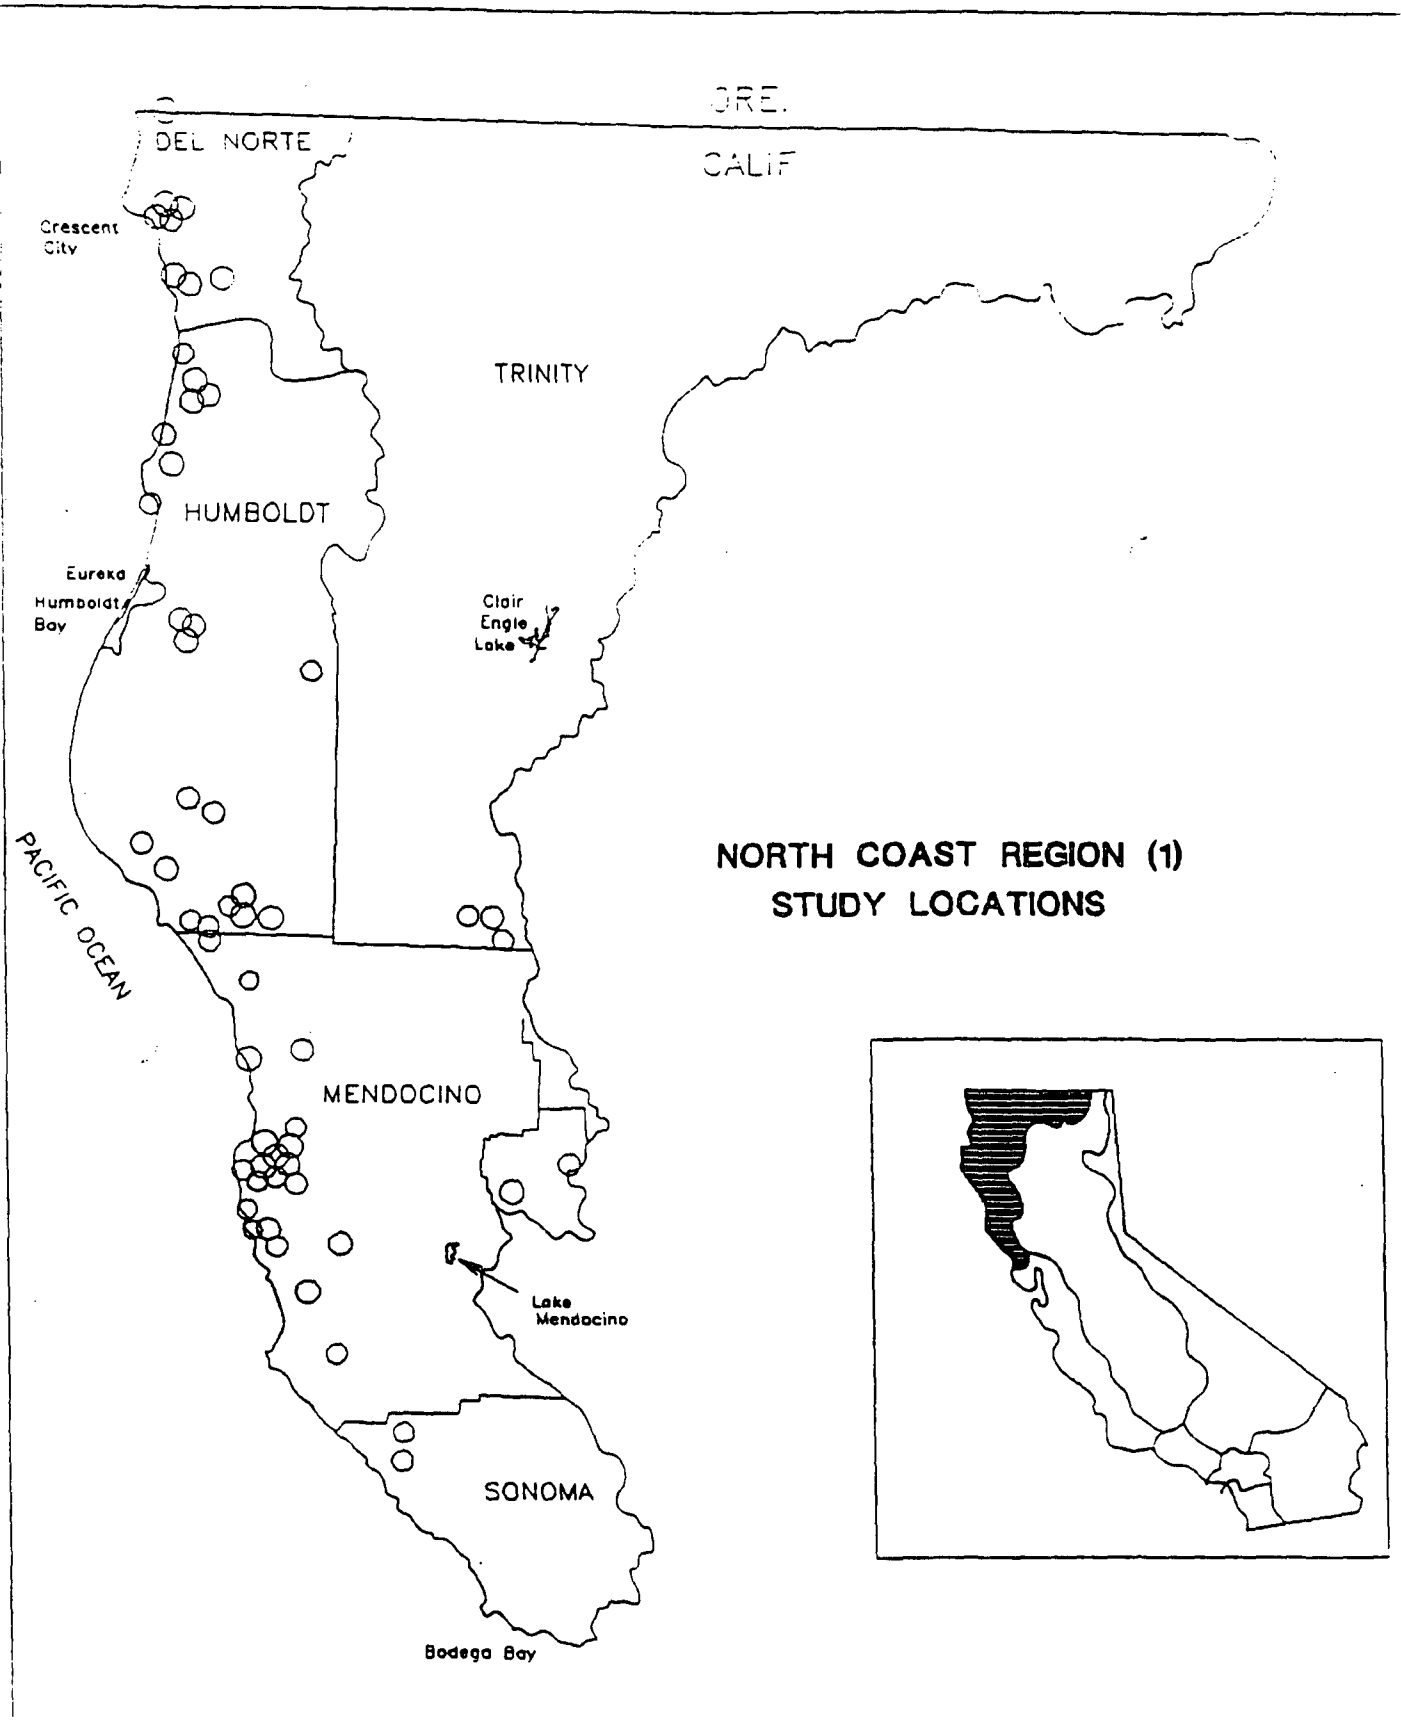 ORE.
DEL NORTE
CALIF
Crescent
City
TRINITY
HUMBOLDT
Eureka
Humboldt
Bay
Clair
Engle
Lake
NORTH COAST REGION (1)
STUDY LOCATIONS
PACIFIC OCEAN
MENDOCINO
Lake
Mendocino
SONOMA
Bodega Bay